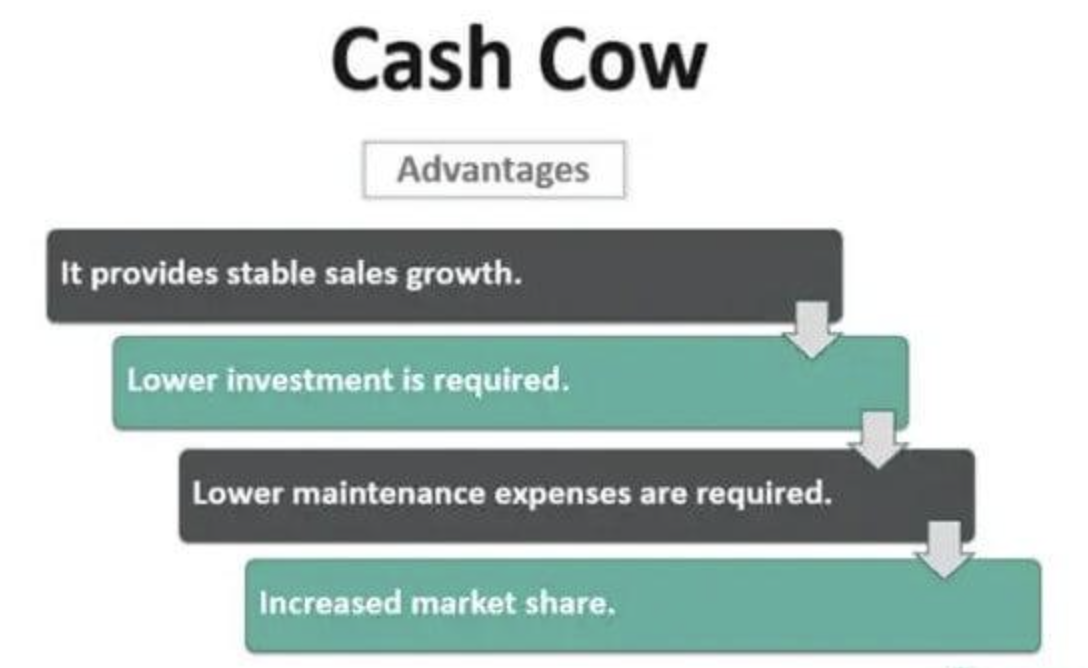 Cash Cow
Advantages
It provides stable sales growth.
Lower investment is required.
Lower maintenance expenses are required.
Increased market share.